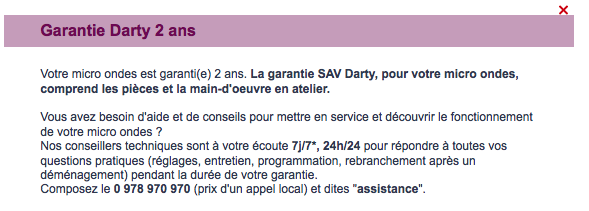 Garantie Darty 2 ans
Votre micro ondes est garanti(e) 2 ans. La garantie SAV Darty, pour votre micro ondes,
comprend les pièces et la main-d'oeuvre en atelier.
Vous avez besoin d'aide et de conseils pour mettre en service et découvrir le fonctionnement
de votre micro ondes ?
Nos conseillers techniques sont à votre écoute 7j/7*, 24h/24 pour répondre à toutes vos
questions pratiques (réglages, entretien, programmation, rebranchement après un
déménagement) pendant la durée de votre garantie.
Composez le 0 978 970 970 (prix d'un appel local) et dites "assistance".